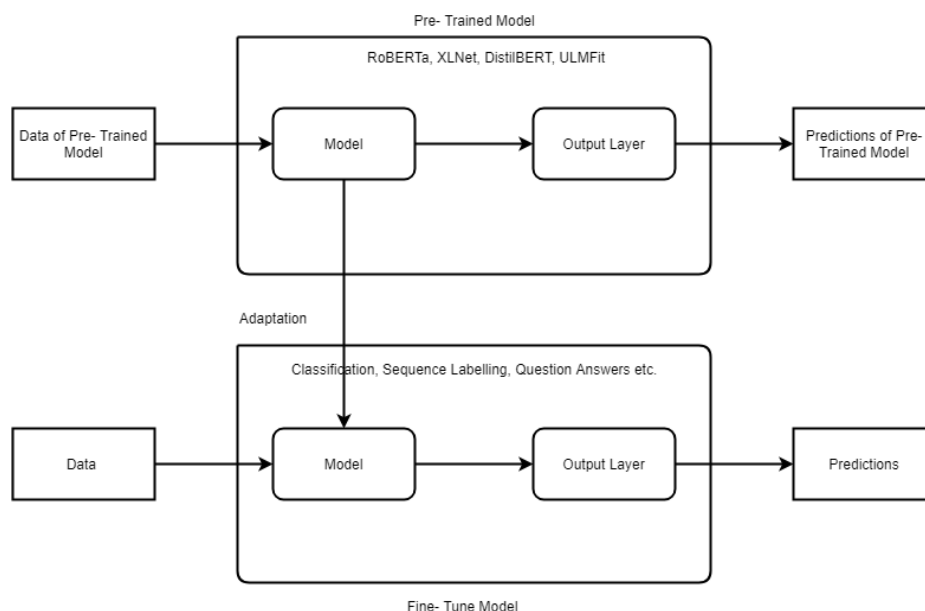 Pre- Trained Model
RoBERTa, XLNet, DistilBERT, ULMFit
Data of Pre- Trained
Model
Model
Output Layer
Predictions of Pre-
Trained Model
Adaptation
Classification, Sequence Labelling, Question Answers etc.
Data
Model
Output Layer
Predictions
Fine- Tune Model